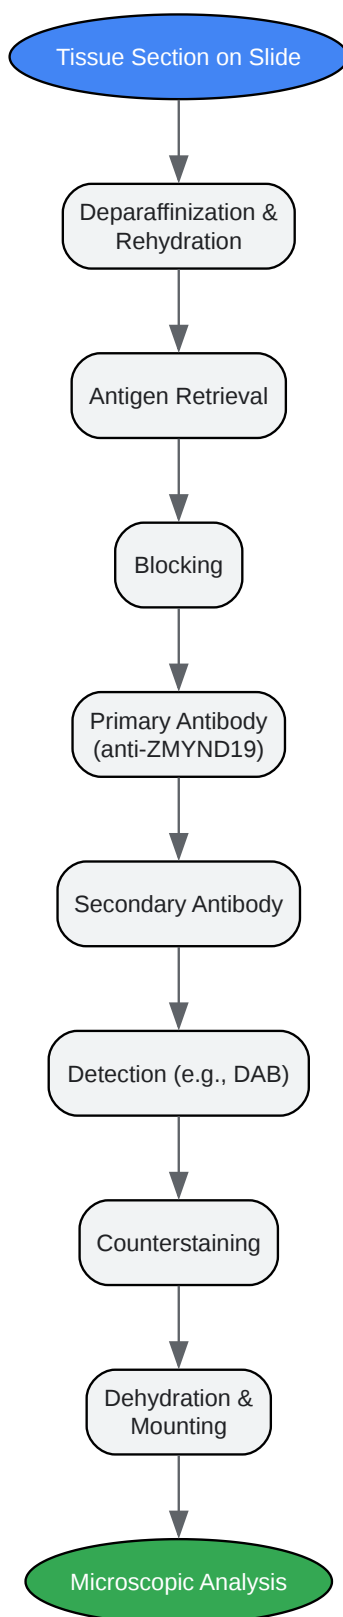 Tissue Section on Slide
Deparaffinization &
Rehydration
Antigen Retrieval
Blocking
Primary Antibody
(anti-ZMYND19)
Secondary Antibody
Detection (e.g., DAB)
Counterstaining
Dehydration &
Mounting
Microscopic Analysis